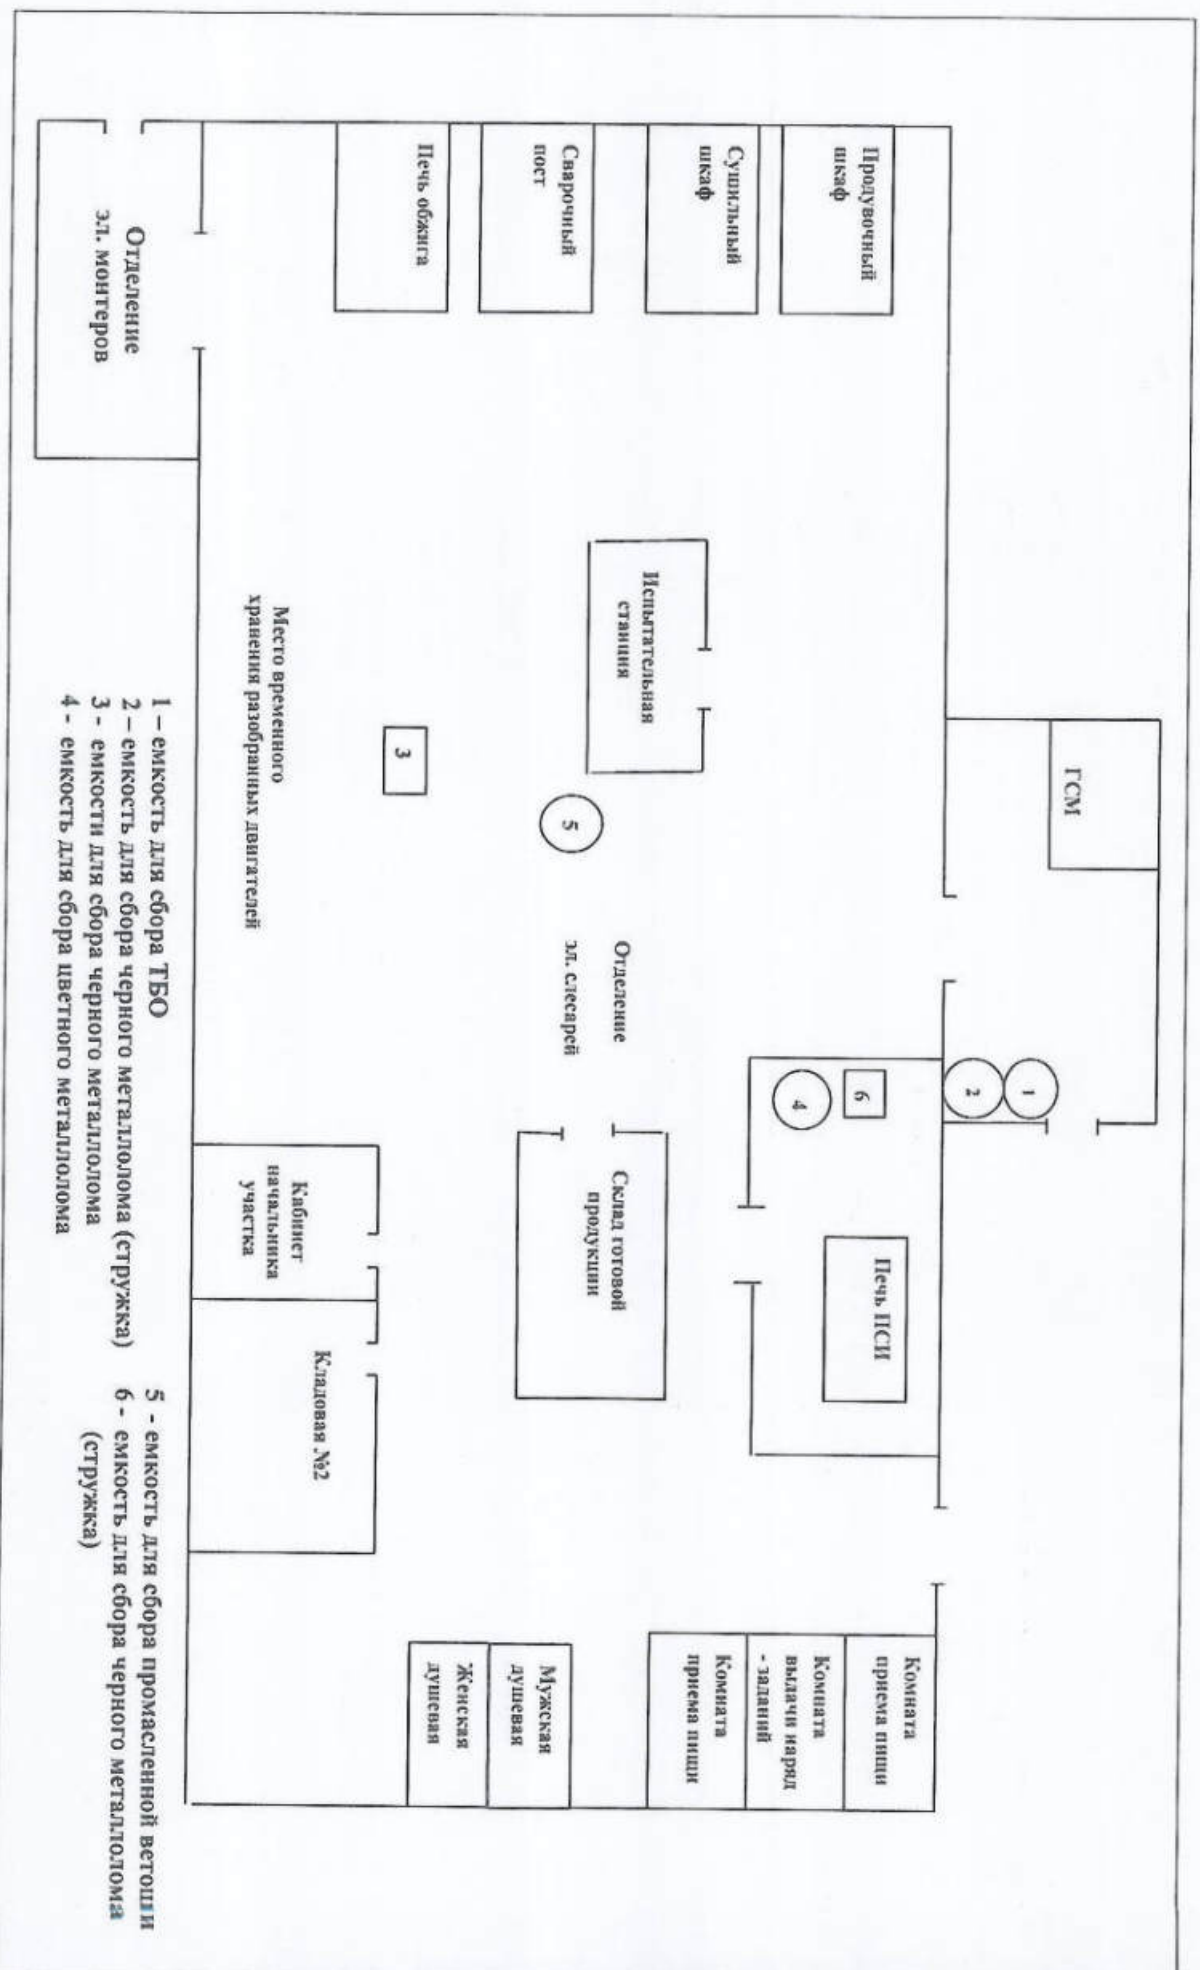 ГСМ
1
2
Продувочный
шкаф
Сушильный
шкаф
Сварочный
пост
Печь обжига
Испытательная
станция
6
4
Печь ПСИ
Комната
приема пищи
Комната
выдачи наряд
- заданий
Комната
приема пищи
5
Отделение
эл. слесарей
Склад готовой
продукции
Мужская
душевая
Женская
душевая
3
Место временного
хранения разобранных двигателей
Кабинет
начальника
участка
Кладовая №2
Отделение
эл. монтеров
1 – емкость для сбора ТБО
2 – емкость для сбора черного металлолома (стружка)
3 - емкости для сбора черного металлолома
4 - емкость для сбора цветного металлолома
5 - емкость для сбора промасленной ветоши
6 - емкость для сбора черного металлолома
(стружка)